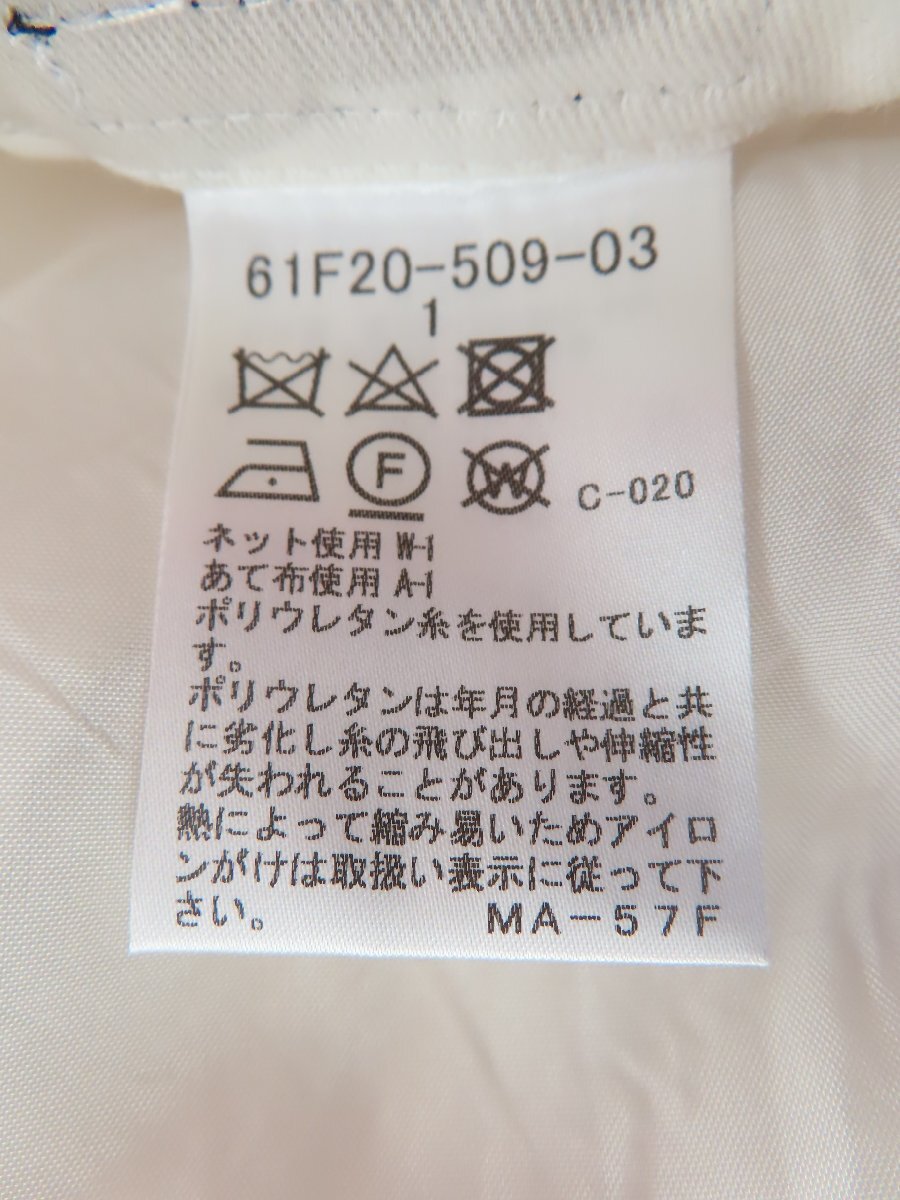 61F20-509-03
1
F
W
C-020
ネット使用 W-1
あて布使用 A-1
ポリウレタン糸を使用していま
す。
ポリウレタンは年月の経過と共
に劣化し糸の飛び出しや伸縮性
が失われることがあります。
熱によって縮み易いためアイロ
ンがけは取扱い表示に従って下
さい。 MA-57F